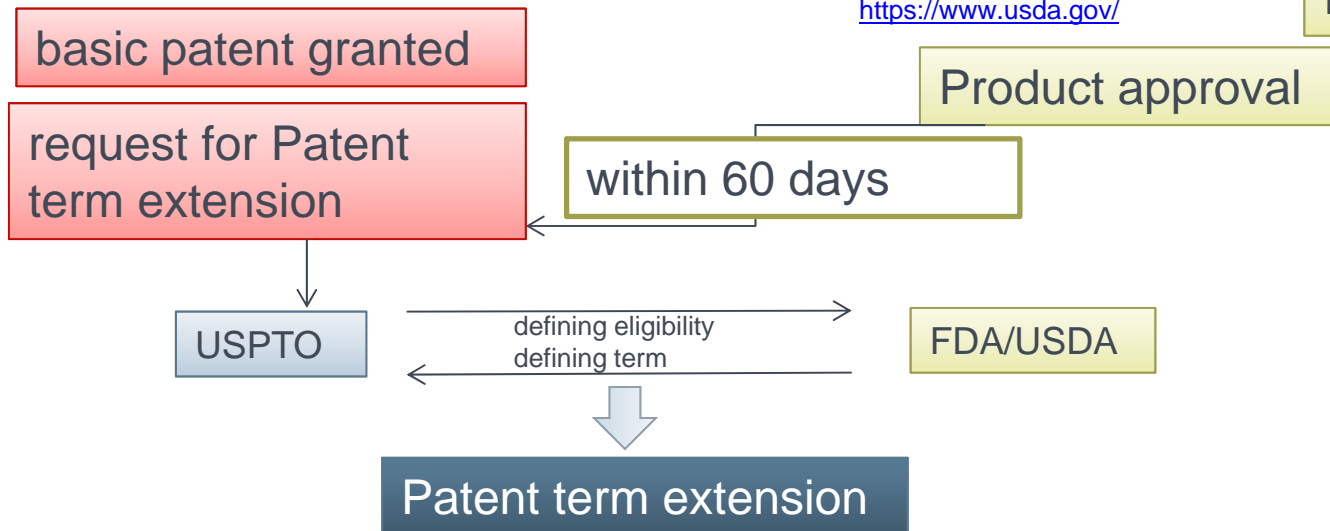 https://www.usda.gov/
basic patent granted
Product approval
request for Patent
term extension
within 60 days
USPTO
defining eligibility
defining term
FDA/USDA
Patent term extension